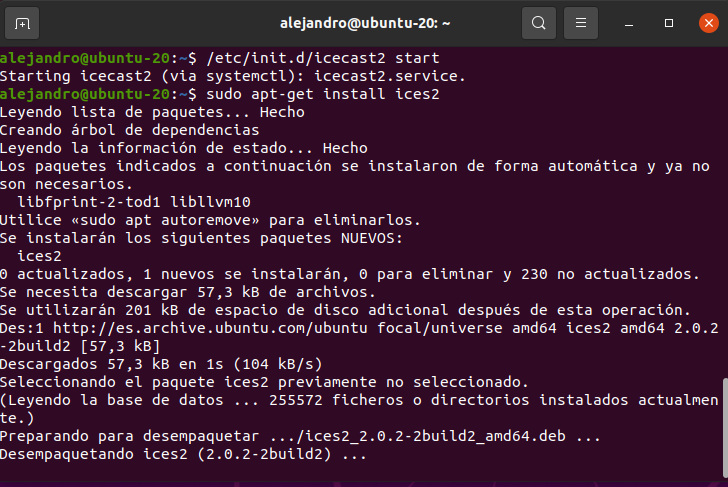 alejandro@ubuntu-20: ~
alejandro@ubuntu-20:~$ /etc/init.d/icecast2 start
Starting icecast2 (via systemctl): icecast2.service.
alejandro@ubuntu-20:~$ sudo apt-get install ices2
Leyendo lista de paquetes... Hecho
Creando árbol de dependencias
Leyendo la información de estado... Hecho
Los paquetes indicados a continuación se instalaron de forma automática y ya no
son necesarios.
  libfprint-2-tod1 libllvm10
Utilice «sudo apt autoremove» para eliminarlos.
Se instalarán los siguientes paquetes NUEVOS:
  ices2
0 actualizados, 1 nuevos se instalarán, 0 para eliminar y 230 no actualizados.
Se necesita descargar 57,3 kB de archivos.
Se utilizarán 201 kB de espacio de disco adicional después de esta operación.
Des:1 http://es.archive.ubuntu.com/ubuntu focal/universe amd64 ices2 amd64 2.0.2
-2build2 [57,3 kB]
Descargados 57,3 kB en 1s (104 kB/s)
Seleccionando el paquete ices2 previamente no seleccionado.
(Leyendo la base de datos ... 255572 ficheros o directorios instalados actualmen
te.)
Preparando para desempaquetar .../ices2_2.0.2-2build2_amd64.deb ...
Desempaquetando ices2 (2.0.2-2build2) ...